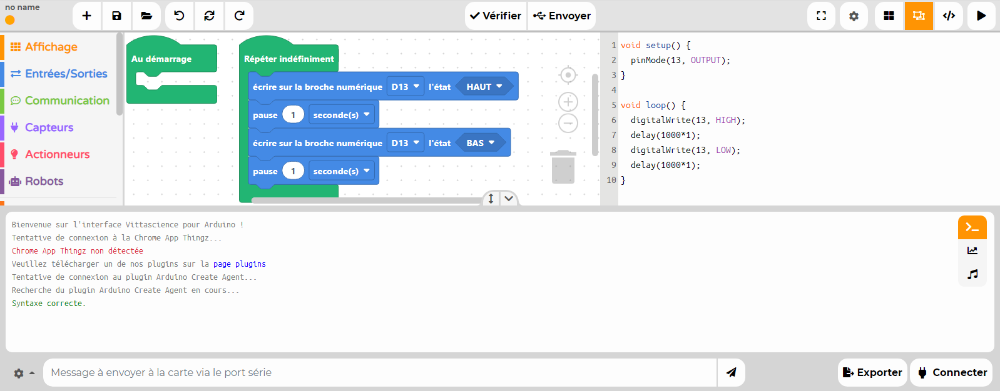 no name
Vérifier
Envoyer
Affichage
Entrées/Sorties
Communication
Capteurs
Actionneurs
Robots
Au démarrage
Répéter indéfiniment
écrire sur la broche numérique D13 l'état HAUT
pause 1 seconde(s)
écrire sur la broche numérique D13 l'état BAS
pause 1 seconde(s)
1 void setup() {
2 pinMode(13, OUTPUT);
3 }
4
5 void loop() {
6 digitalWrite(13, HIGH);
7 delay(1000*1);
8 digitalWrite(13, LOW);
9 delay(1000*1);
10 }
Bienvenue sur l'interface Vittascience pour Arduino !
Tentative de connexion à la Chrome App Thingz...
Chrome App Thingz non détectée
Veuillez télécharger un de nos plugins sur la page plugins
Tentative de connexion au plugin Arduino Create Agent...
Recherche du plugin Arduino Create Agent en cours...
Syntaxe correcte.
Message à envoyer à la carte via le port série
Exporter
Connecter